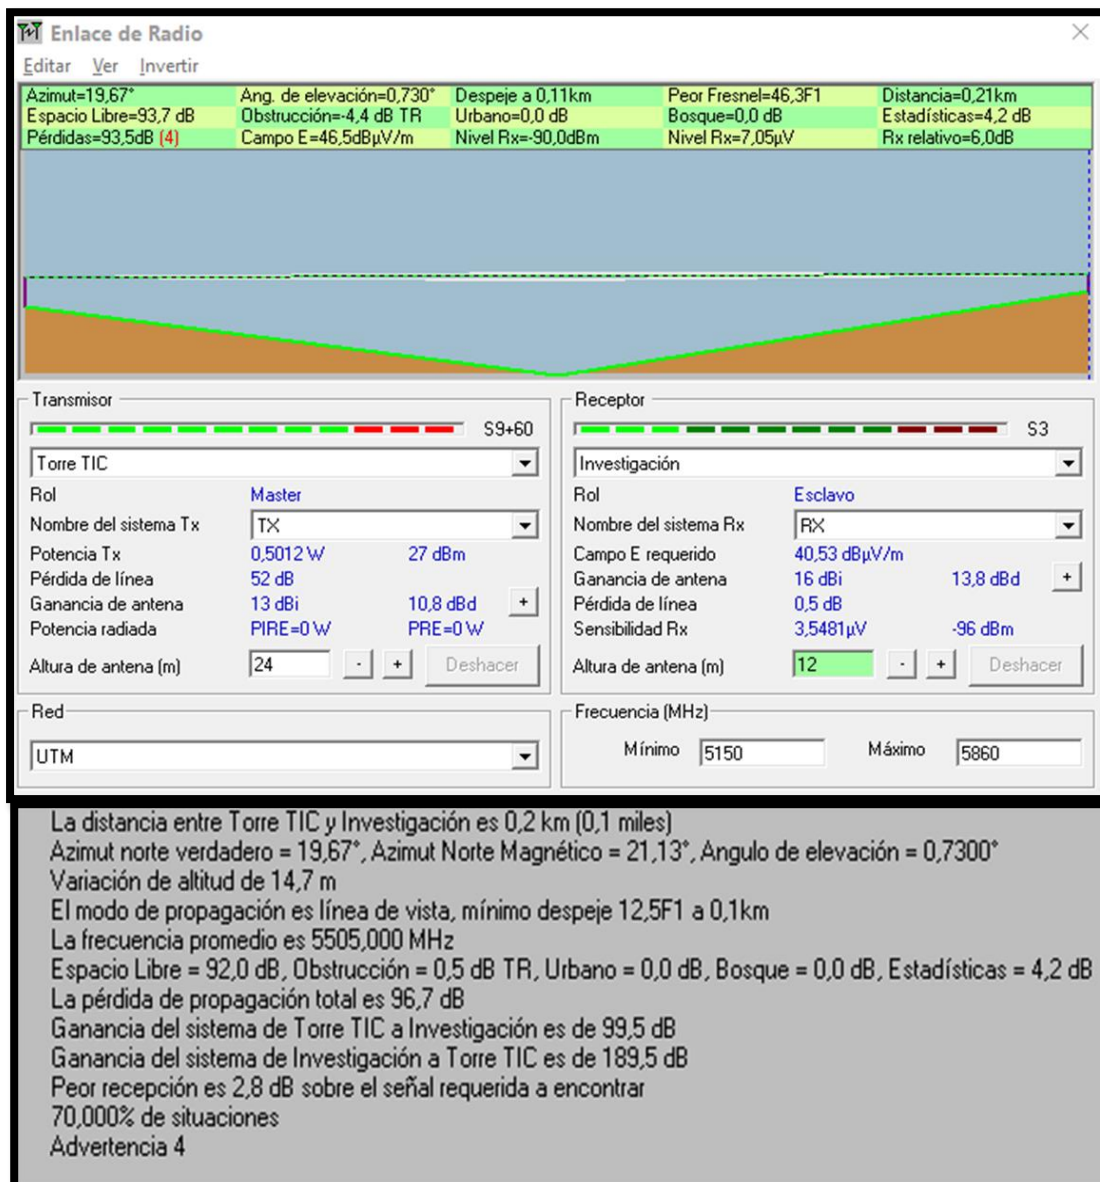 Enlace de Radio
Editar Ver Invertir
Azimut=19,67° Ang. de elevación=0,730° Despeje a 0,11km Peor Fresnel=46,3F1 Distancia=0,21km
Espacio Libre=93,7 dB Obstrucción=-4,4 dB TR Urbano=0,0 dB Bosque=0,0 dB Estadísticas=4,2 dB
Pérdidas=93,5dB (4) Campo E=46,5dBµV/m Nivel Rx=-90,0dBm Nivel Rx=7,05µV Rx relativo=6,0dB
Transmisor
S9+60
Torre TIC
Rol Master
Nombre del sistema Tx TX
Potencia Tx 0,5012 W 27 dBm
Pérdida de línea 52 dB
Ganancia de antena 13 dBi 10,8 dBd +
Potencia radiada PIRE=0 W PRE=0 W
Altura de antena (m) 24 - + Deshacer
Receptor
S3
Investigación
Rol Esclavo
Nombre del sistema Rx RX
Campo E requerido 40,53 dBµV/m
Ganancia de antena 16 dBi 13,8 dBd +
Pérdida de línea 0,5 dB
Sensibilidad Rx 3,5481µV -96 dBm
Altura de antena (m) 12 - + Deshacer
Red
UTM
Frecuencia (MHz)
Mínimo 5150 Máximo 5860
La distancia entre Torre TIC y Investigación es 0,2 km (0,1 miles)
Azimut norte verdadero = 19,67°, Azimut Norte Magnético = 21,13°, Angulo de elevación = 0,7300°
Variación de altitud de 14,7 m
El modo de propagación es línea de vista, mínimo despeje 12,5F1 a 0,1km
La frecuencia promedio es 5505,000 MHz
Espacio Libre = 92,0 dB, Obstrucción = 0,5 dB TR, Urbano = 0,0 dB, Bosque = 0,0 dB, Estadísticas = 4,2 dB
La pérdida de propagación total es 96,7 dB
Ganancia del sistema de Torre TIC a Investigación es de 99,5 dB
Ganancia del sistema de Investigación a Torre TIC es de 189,5 dB
Peor recepción es 2,8 dB sobre el señal requerida a encontrar
70,000% de situaciones
Advertencia 4